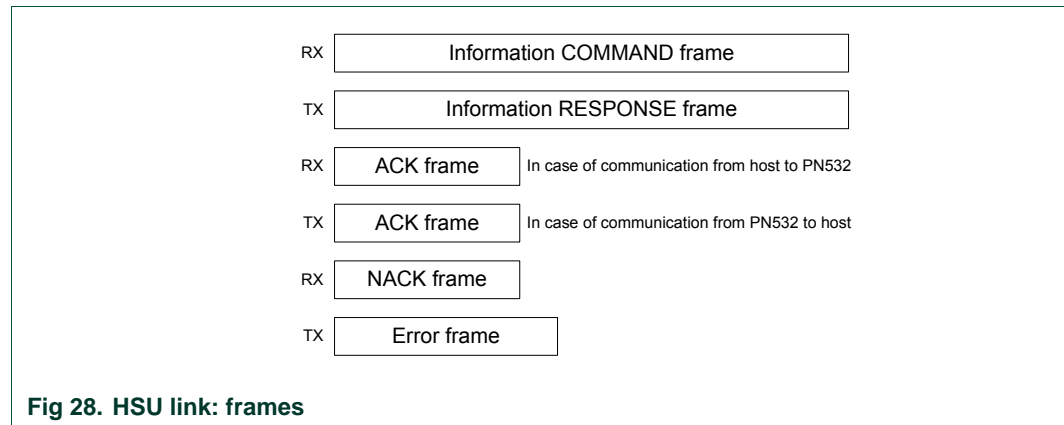 RX Information COMMAND frame
TX Information RESPONSE frame
RX ACK frame In case of communication from host to PN532
TX ACK frame In case of communication from PN532 to host
RX NACK frame
TX Error frame
Fig 28. HSU link: frames